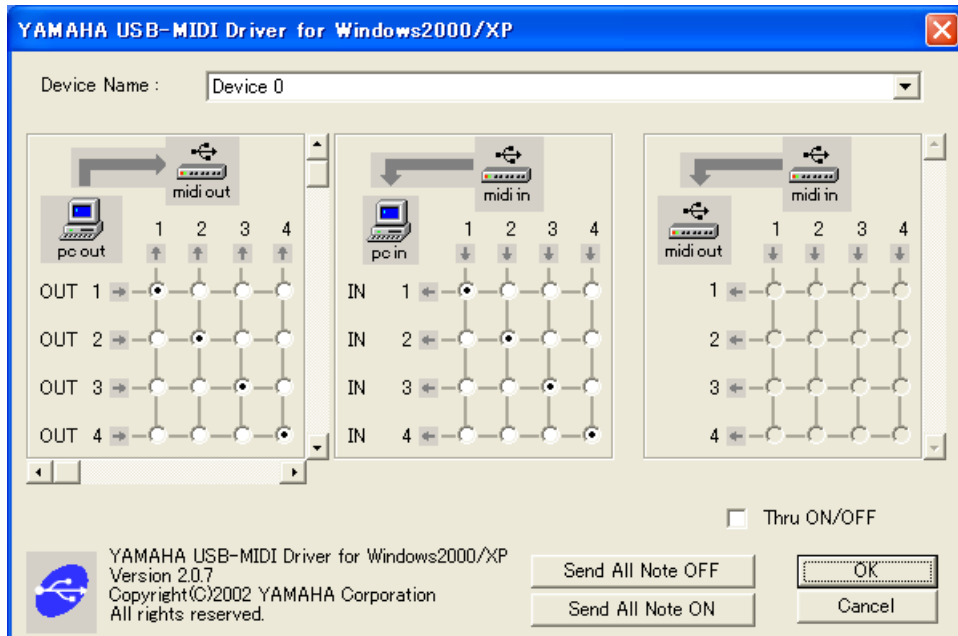 YAMAHA USB-MIDI Driver for Windows2000/XP
Device Name :
Device 0
midi out
pc out
1 2 3 4
OUT 1
OUT 2
OUT 3
OUT 4
midi in
pc in
1 2 3 4
IN 1
IN 2
IN 3
IN 4
midi in
midi out
1 2 3 4
1
2
3
4
Thru ON/OFF
YAMAHA USB-MIDI Driver for Windows2000/XP
Version 2.0.7
Copyright(C)2002 YAMAHA Corporation
All rights reserved.
Send All Note OFF
Send All Note ON
OK
Cancel